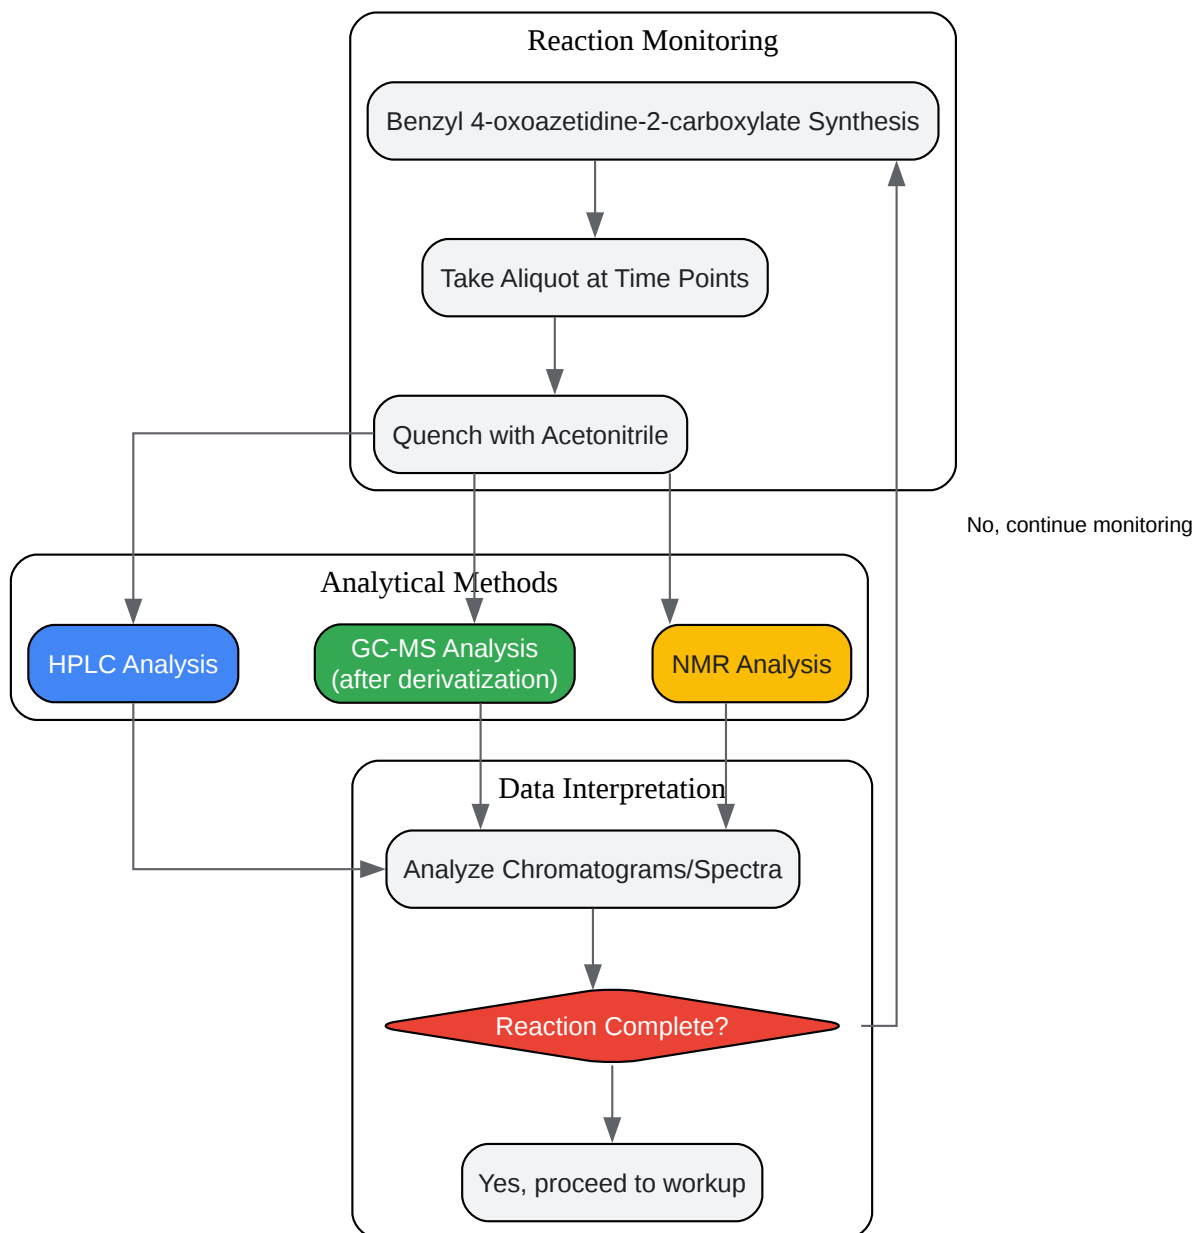 Reaction Monitoring
Benzyl 4-oxoazetidine-2-carboxylate Synthesis
Take Aliquot at Time Points
Quench with Acetonitrile
No, continue monitoring
Analytical Methods
HPLC Analysis
GC-MS Analysis
(after derivatization)
NMR Analysis
Data Interpretation
Analyze Chromatograms/Spectra
Reaction Complete?
Yes, proceed to workup